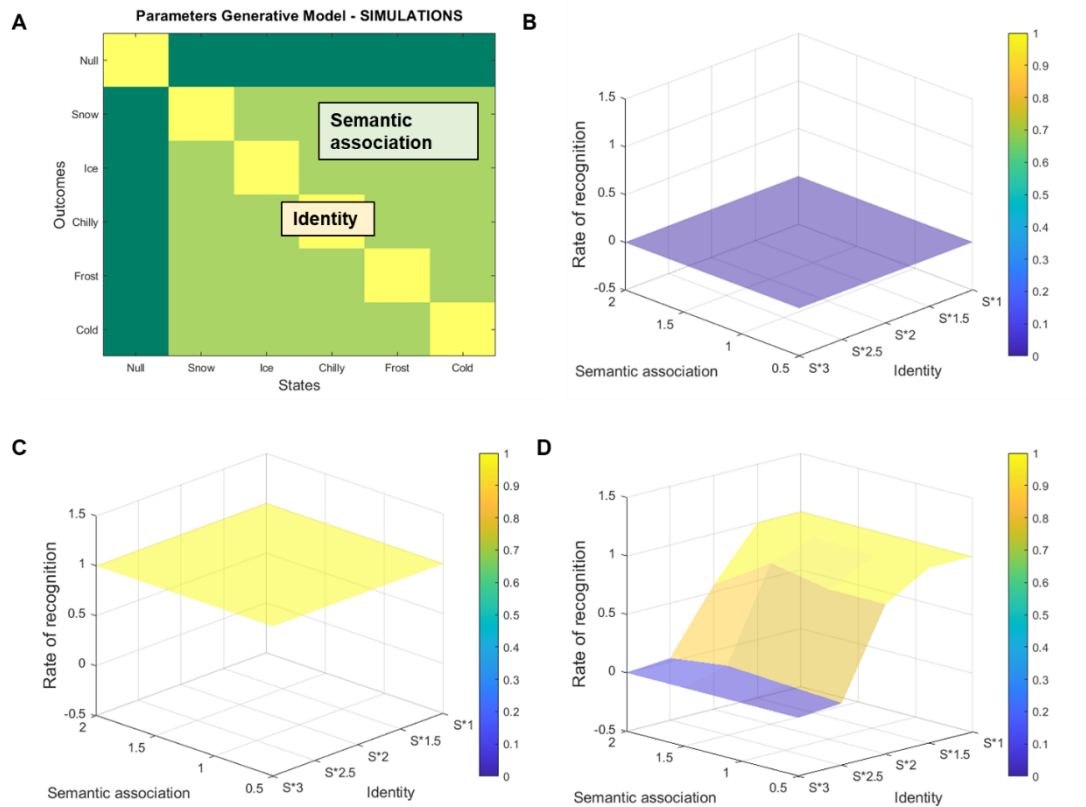 Parameters Generative Model - SIMULATIONS
A
Null
Snow
Ice
Chilly
Frost
Cold
Outcomes
Semantic
association
Identity
Null Snow Ice Chilly Frost Cold
States
B
1.5
1
0.5
0
-0.5
Rate of recognition
2
1.5
1
0.5
Semantic association
S*3
S*2.5
S*2
S*1.5
S*1
Identity
1
0.9
0.8
0.7
0.6
0.5
0.4
0.3
0.2
0.1
0
C
1.5
1
0.5
0
-0.5
Rate of recognition
2
1.5
1
0.5
Semantic association
S*3
S*2.5
S*2
S*1.5
S*1
Identity
1
0.9
0.8
0.7
0.6
0.5
0.4
0.3
0.2
0.1
0
D
1.5
1
0.5
0
-0.5
Rate of recognition
2
1.5
1
0.5
Semantic association
S*3
S*2.5
S*2
S*1.5
S*1
Identity
1
0.9
0.8
0.7
0.6
0.5
0.4
0.3
0.2
0.1
0